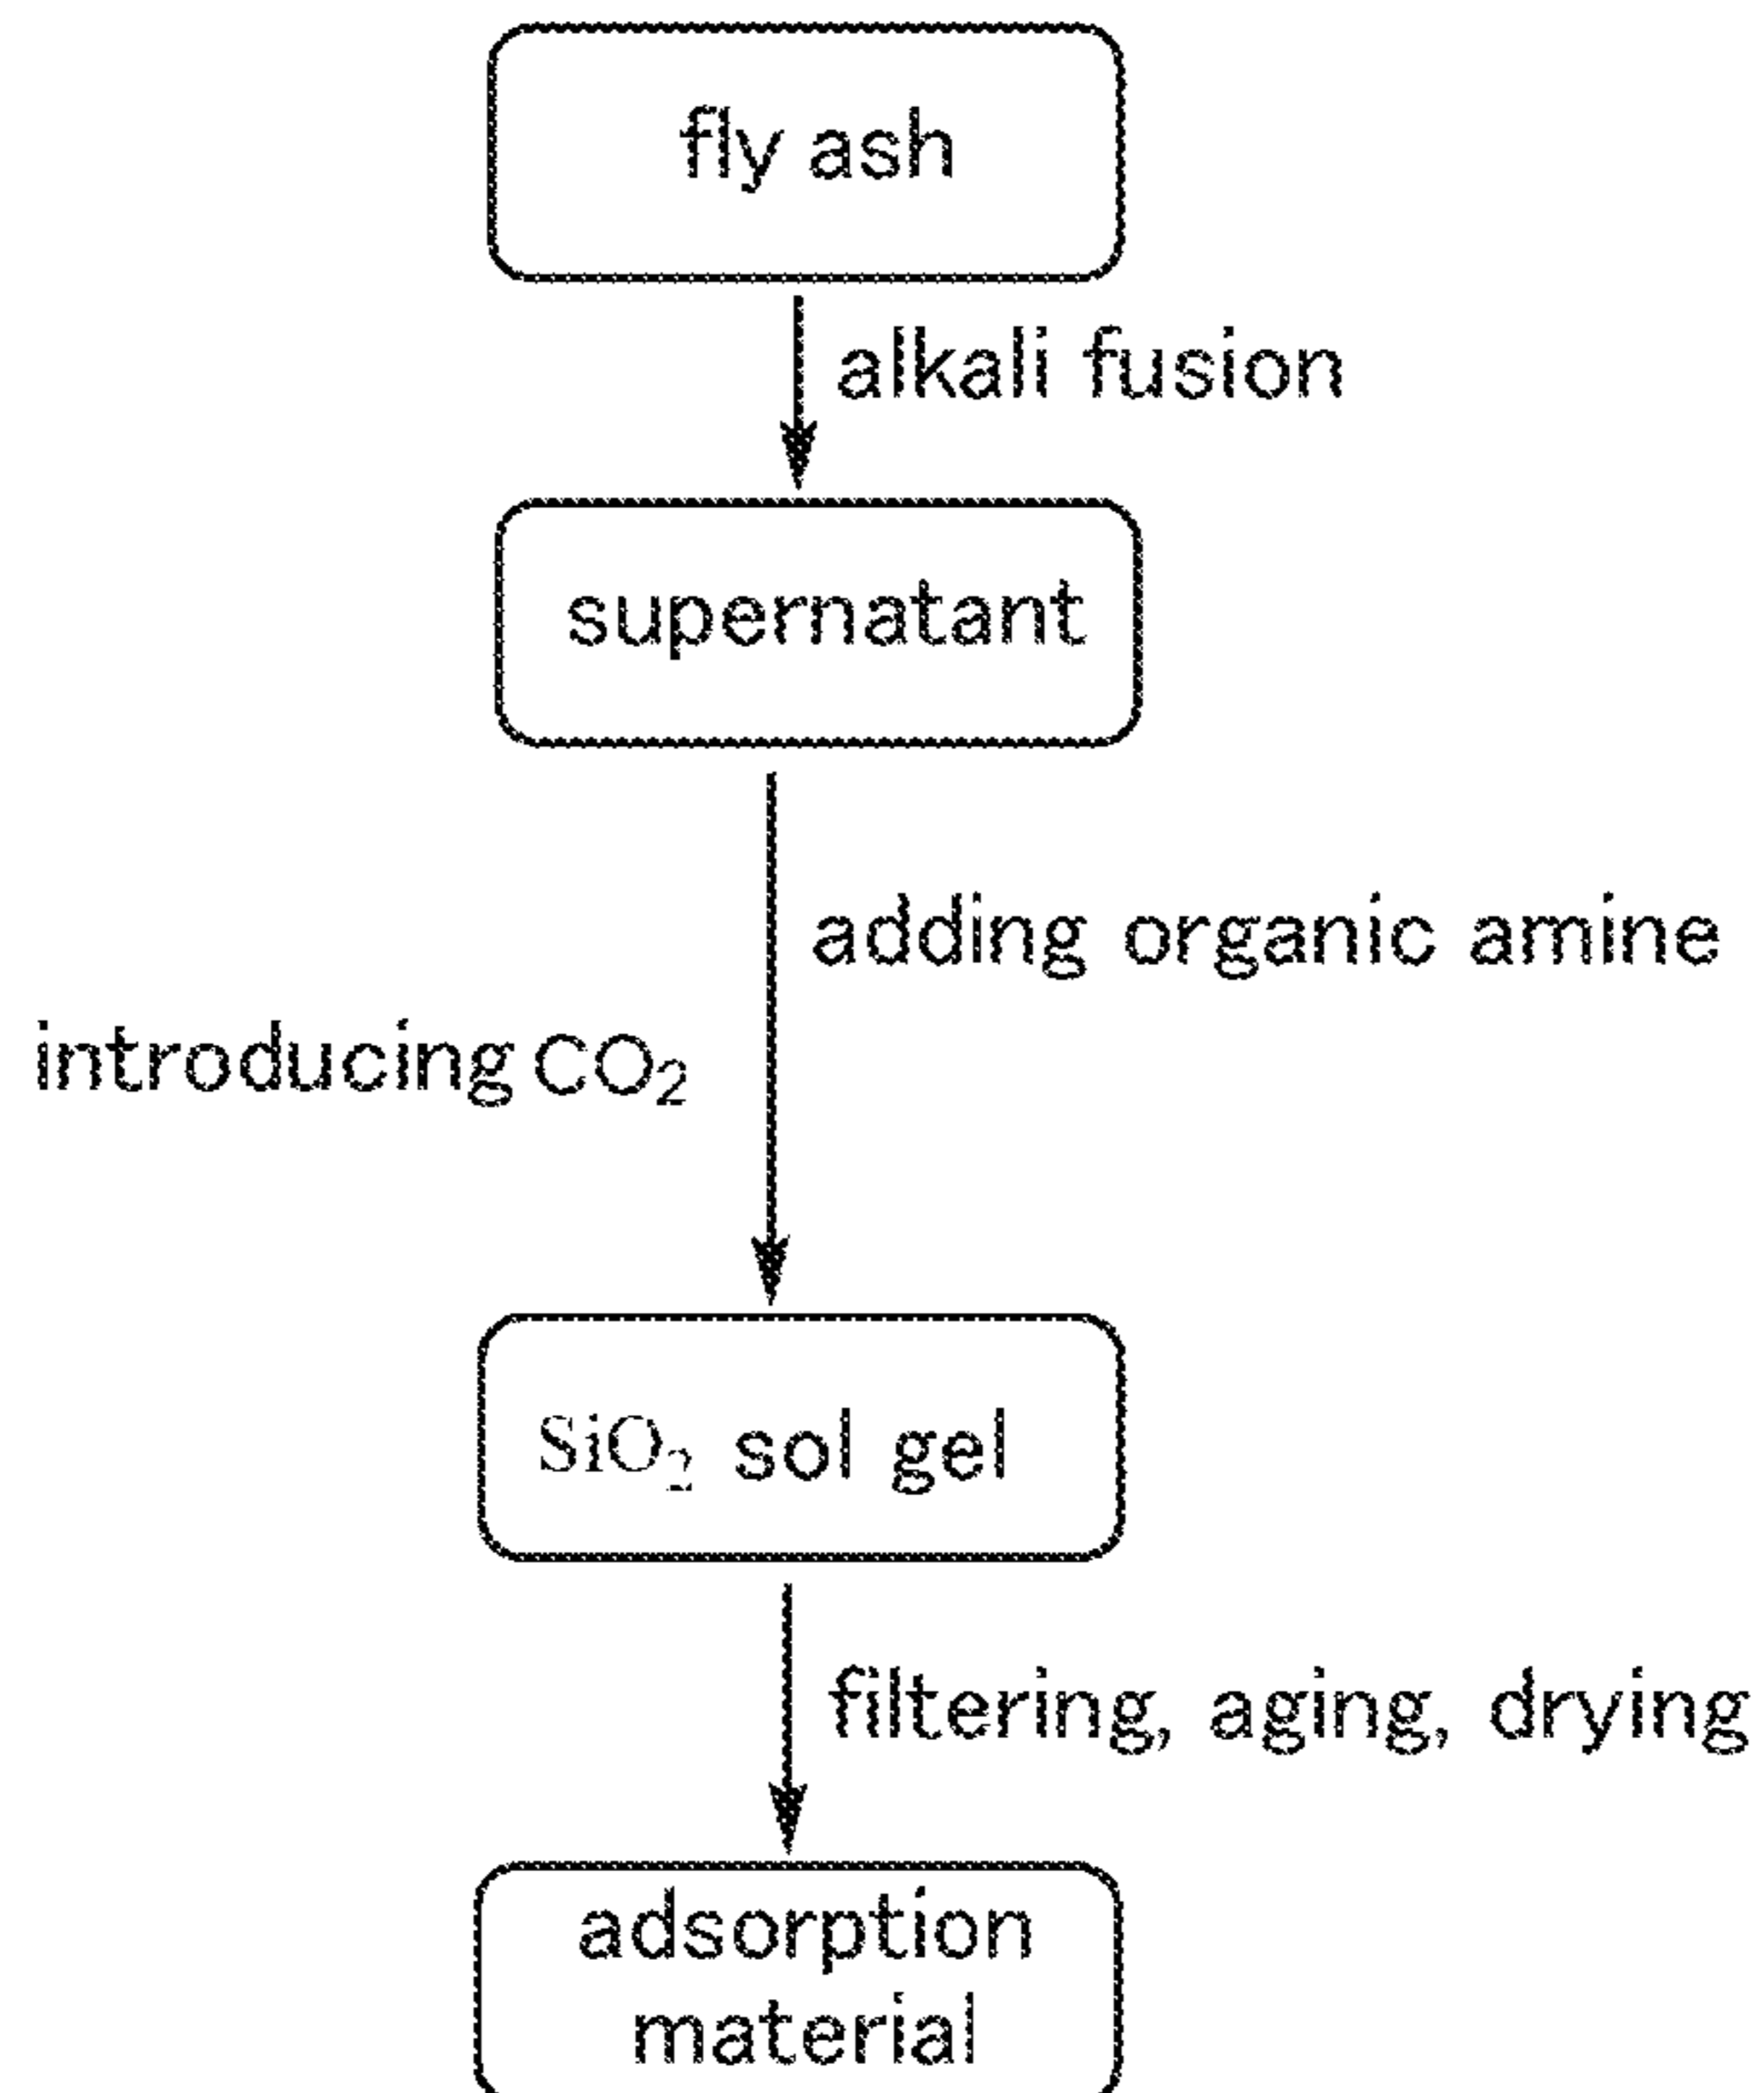 fly ash
alkali fusion
supernatant
adding organic amine
introducing CO₂
SiO₂ sol gel
filtering, aging, drying
adsorption
material